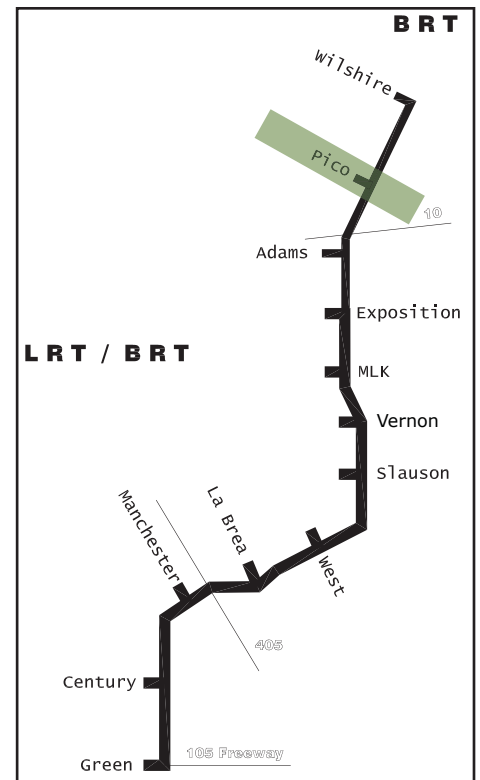 BRT
Wilshire
Pico
10
Adams
Exposition
LRT / BRT
MLK
Vernon
Slauson
La Brea
Manchester
West
405
Century
105 Freeway
Green